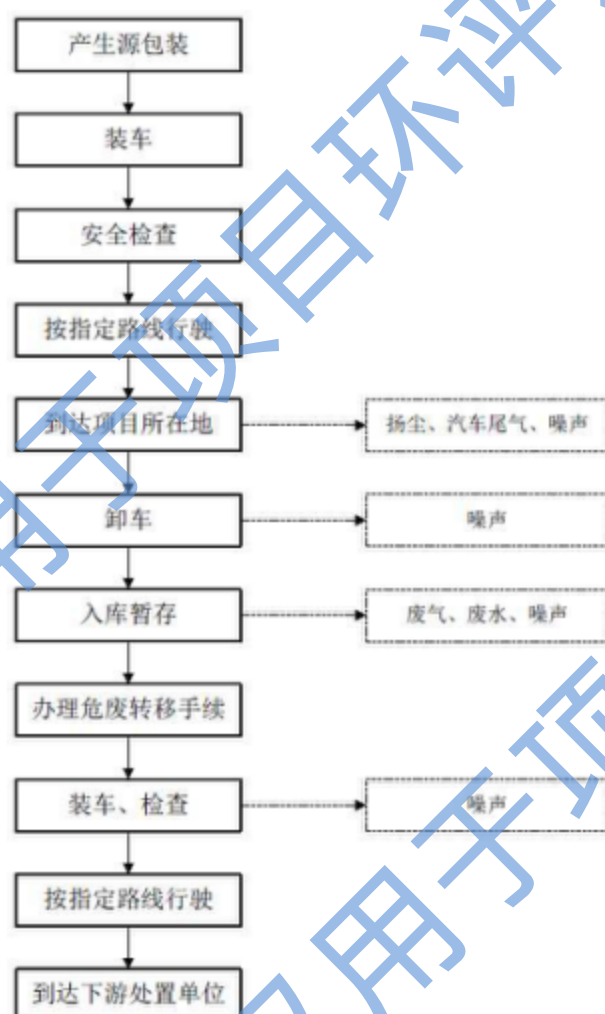 产生源包装
装车
安全检查
按指定路线行驶
到达项目所在地
扬尘、汽车尾气、噪声
卸车
噪声
入库暂存
废气、废水、噪声
办理危废转移手续
装车、检查
噪声
按指定路线行驶
到达下游处置单位
用于项目环评
仅用于项